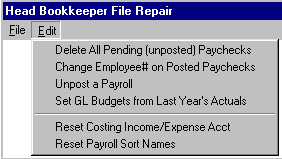 Head Bookkeeper File Repair
File Edit
Delete All Pending (unposted) Paychecks
Change Employee# on Posted Paychecks
Unpost a Payroll
Set GL Budgets from Last Year's Actuals
Reset Costing Income/Expense Acct
Reset Payroll Sort Names